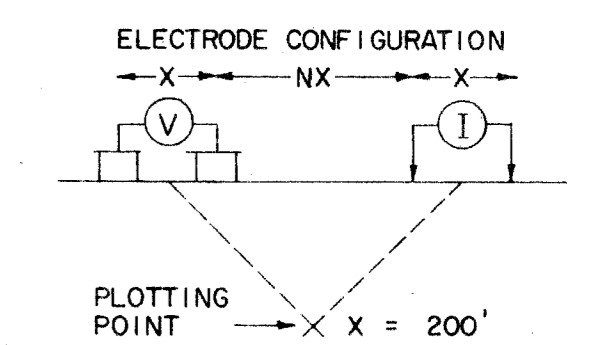 ELECTRODE CONFIGURATION
X NX X
V I
PLOTTING
POINT X = 200'